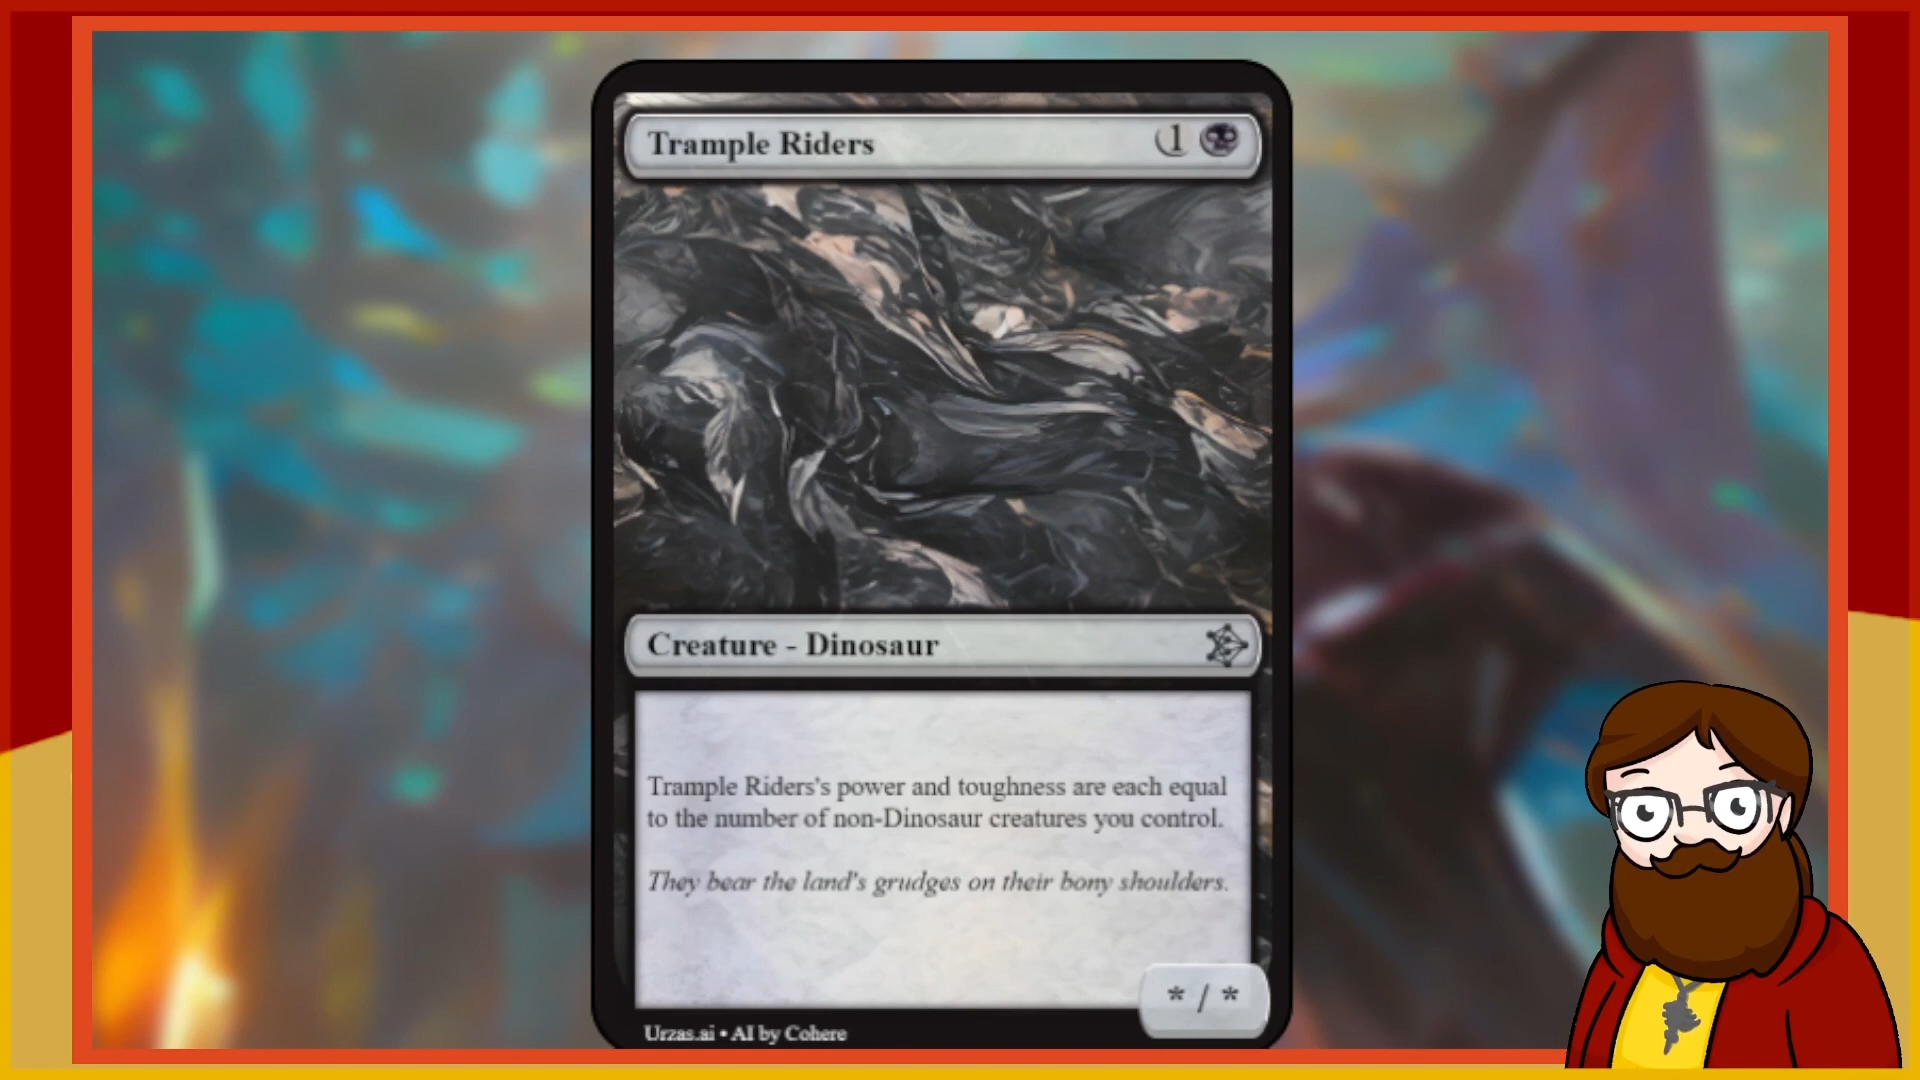 Trample Riders 1
Creature - Dinosaur
Trample Riders's power and toughness are each equal
to the number of non-Dinosaur creatures you control.
They bear the land's grudges on their bony shoulders.
* / *
Urzas.ai • AI by Cohere